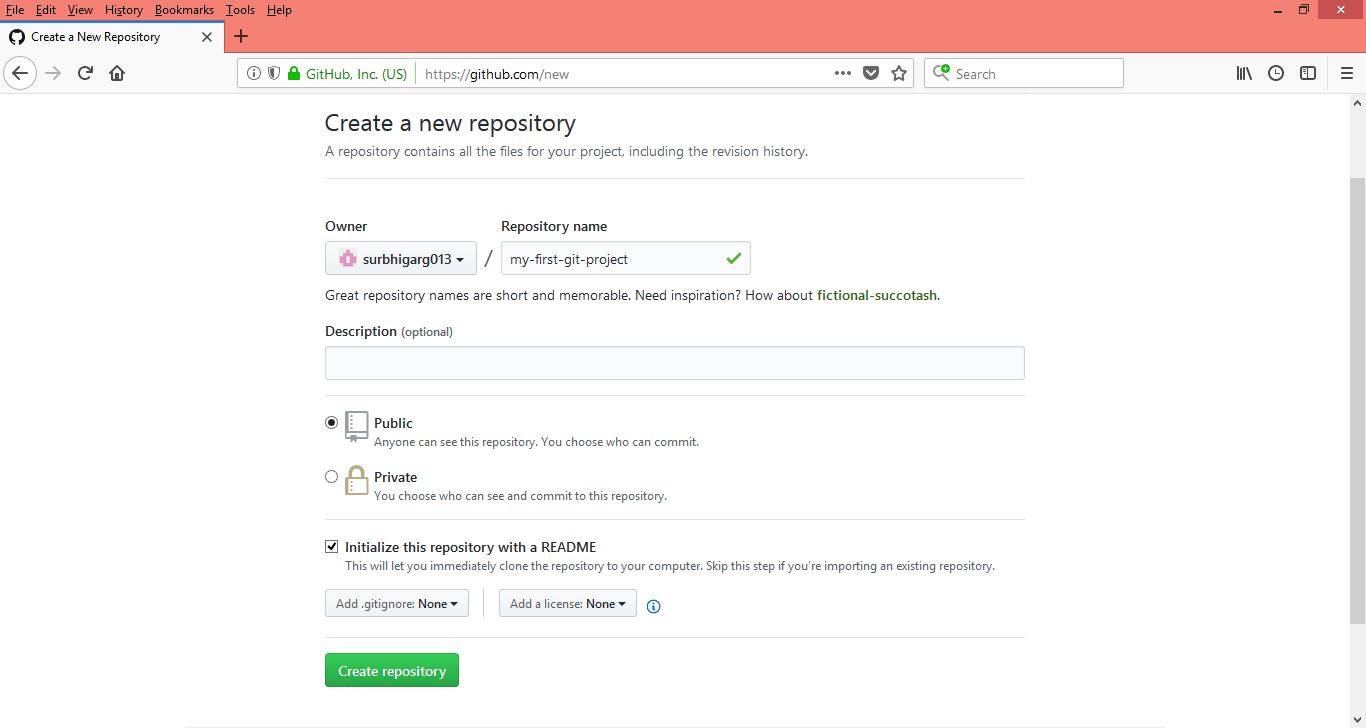 File Edit View History Bookmarks Tools Help
Create a New Repository
GitHub, Inc. (US) https://github.com/new Search
Create a new repository
A repository contains all the files for your project, including the revision history.
Owner Repository name
surbhigarg013 / my-first-git-project
Great repository names are short and memorable. Need inspiration? How about fictional-succotash.
Description (optional)
Public
Anyone can see this repository. You choose who can commit.
Private
You choose who can see and commit to this repository.
Initialize this repository with a README
This will let you immediately clone the repository to your computer. Skip this step if you're importing an existing repository.
Add .gitignore: None Add a license: None
Create repository